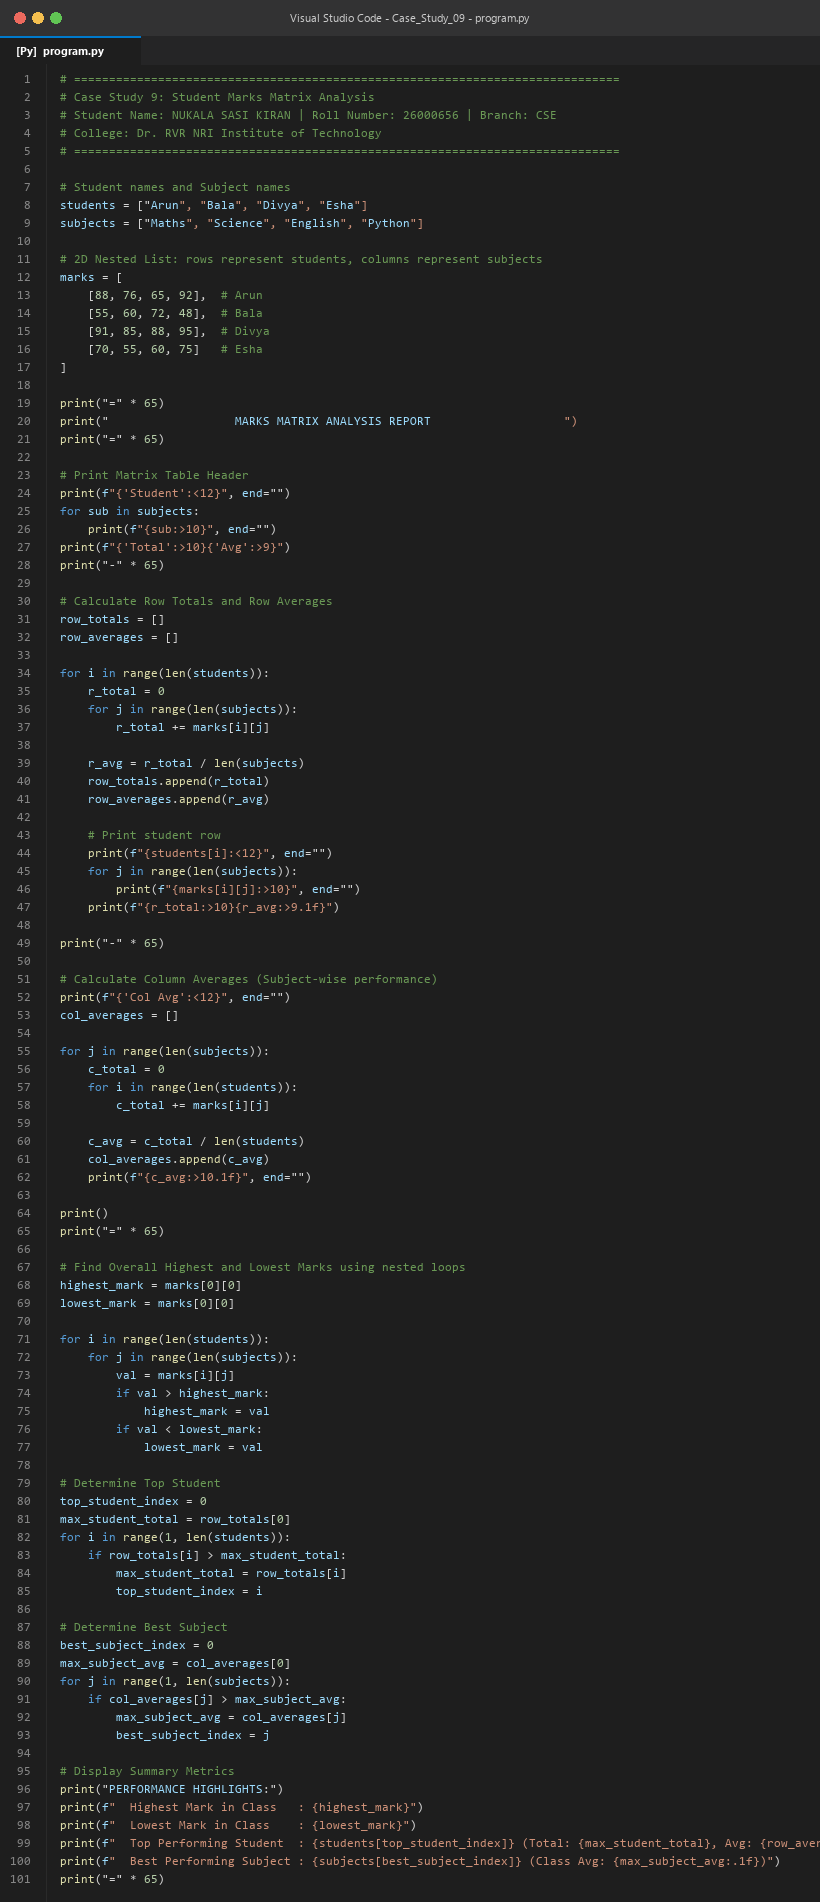 Visual Studio Code - Case_Study_09 - program.py
[Py] program.py
1 # ==============================================================================
2 # Case Study 9: Student Marks Matrix Analysis
3 # Student Name: NUKALA SASI KIRAN | Roll Number: 26000656 | Branch: CSE
4 # College: Dr. RVR NRI Institute of Technology
5 # ==============================================================================
6
7 # Student names and Subject names
8 students = ["Arun", "Bala", "Divya", "Esha"]
9 subjects = ["Maths", "Science", "English", "Python"]
10
11 # 2D Nested List: rows represent students, columns represent subjects
12 marks = [
13     [88, 76, 65, 92],  # Arun
14     [55, 60, 72, 48],  # Bala
15     [91, 85, 88, 95],  # Divya
16     [70, 55, 60, 75]   # Esha
17 ]
18
19 print("=" * 65)
20 print("                  MARKS MATRIX ANALYSIS REPORT                   ")
21 print("=" * 65)
22
23 # Print Matrix Table Header
24 print(f"{'Student':<12}", end="")
25 for sub in subjects:
26     print(f"{sub:>10}", end="")
27 print(f"{'Total':>10}{'Avg':>9}")
28 print("-" * 65)
29
30 # Calculate Row Totals and Row Averages
31 row_totals = []
32 row_averages = []
33
34 for i in range(len(students)):
35     r_total = 0
36     for j in range(len(subjects)):
37         r_total += marks[i][j]
38
39     r_avg = r_total / len(subjects)
40     row_totals.append(r_total)
41     row_averages.append(r_avg)
42
43     # Print student row
44     print(f"{students[i]:<12}", end="")
45     for j in range(len(subjects)):
46         print(f"{marks[i][j]:>10}", end="")
47     print(f"{r_total:>10}{r_avg:>9.1f}")
48
49 print("-" * 65)
50
51 # Calculate Column Averages (Subject-wise performance)
52 print(f"{'Col Avg':<12}", end="")
53 col_averages = []
54
55 for j in range(len(subjects)):
56     c_total = 0
57     for i in range(len(students)):
58         c_total += marks[i][j]
59
60     c_avg = c_total / len(students)
61     col_averages.append(c_avg)
62     print(f"{c_avg:>10.1f}", end="")
63
64 print()
65 print("=" * 65)
66
67 # Find Overall Highest and Lowest Marks using nested loops
68 highest_mark = marks[0][0]
69 lowest_mark = marks[0][0]
70
71 for i in range(len(students)):
72     for j in range(len(subjects)):
73         val = marks[i][j]
74         if val > highest_mark:
75             highest_mark = val
76         if val < lowest_mark:
77             lowest_mark = val
78
79 # Determine Top Student
80 top_student_index = 0
81 max_student_total = row_totals[0]
82 for i in range(1, len(students)):
83     if row_totals[i] > max_student_total:
84         max_student_total = row_totals[i]
85         top_student_index = i
86
87 # Determine Best Subject
88 best_subject_index = 0
89 max_subject_avg = col_averages[0]
90 for j in range(1, len(subjects)):
91     if col_averages[j] > max_subject_avg:
92         max_subject_avg = col_averages[j]
93         best_subject_index = j
94
95 # Display Summary Metrics
96 print("PERFORMANCE HIGHLIGHTS:")
97 print(f"  Highest Mark in Class   : {highest_mark}")
98 print(f"  Lowest Mark in Class    : {lowest_mark}")
99 print(f"  Top Performing Student  : {students[top_student_index]} (Total: {max_student_total}, Avg: {row_aver
100 print(f"  Best Performing Subject : {subjects[best_subject_index]} (Class Avg: {max_subject_avg:.1f})")
101 print("=" * 65)